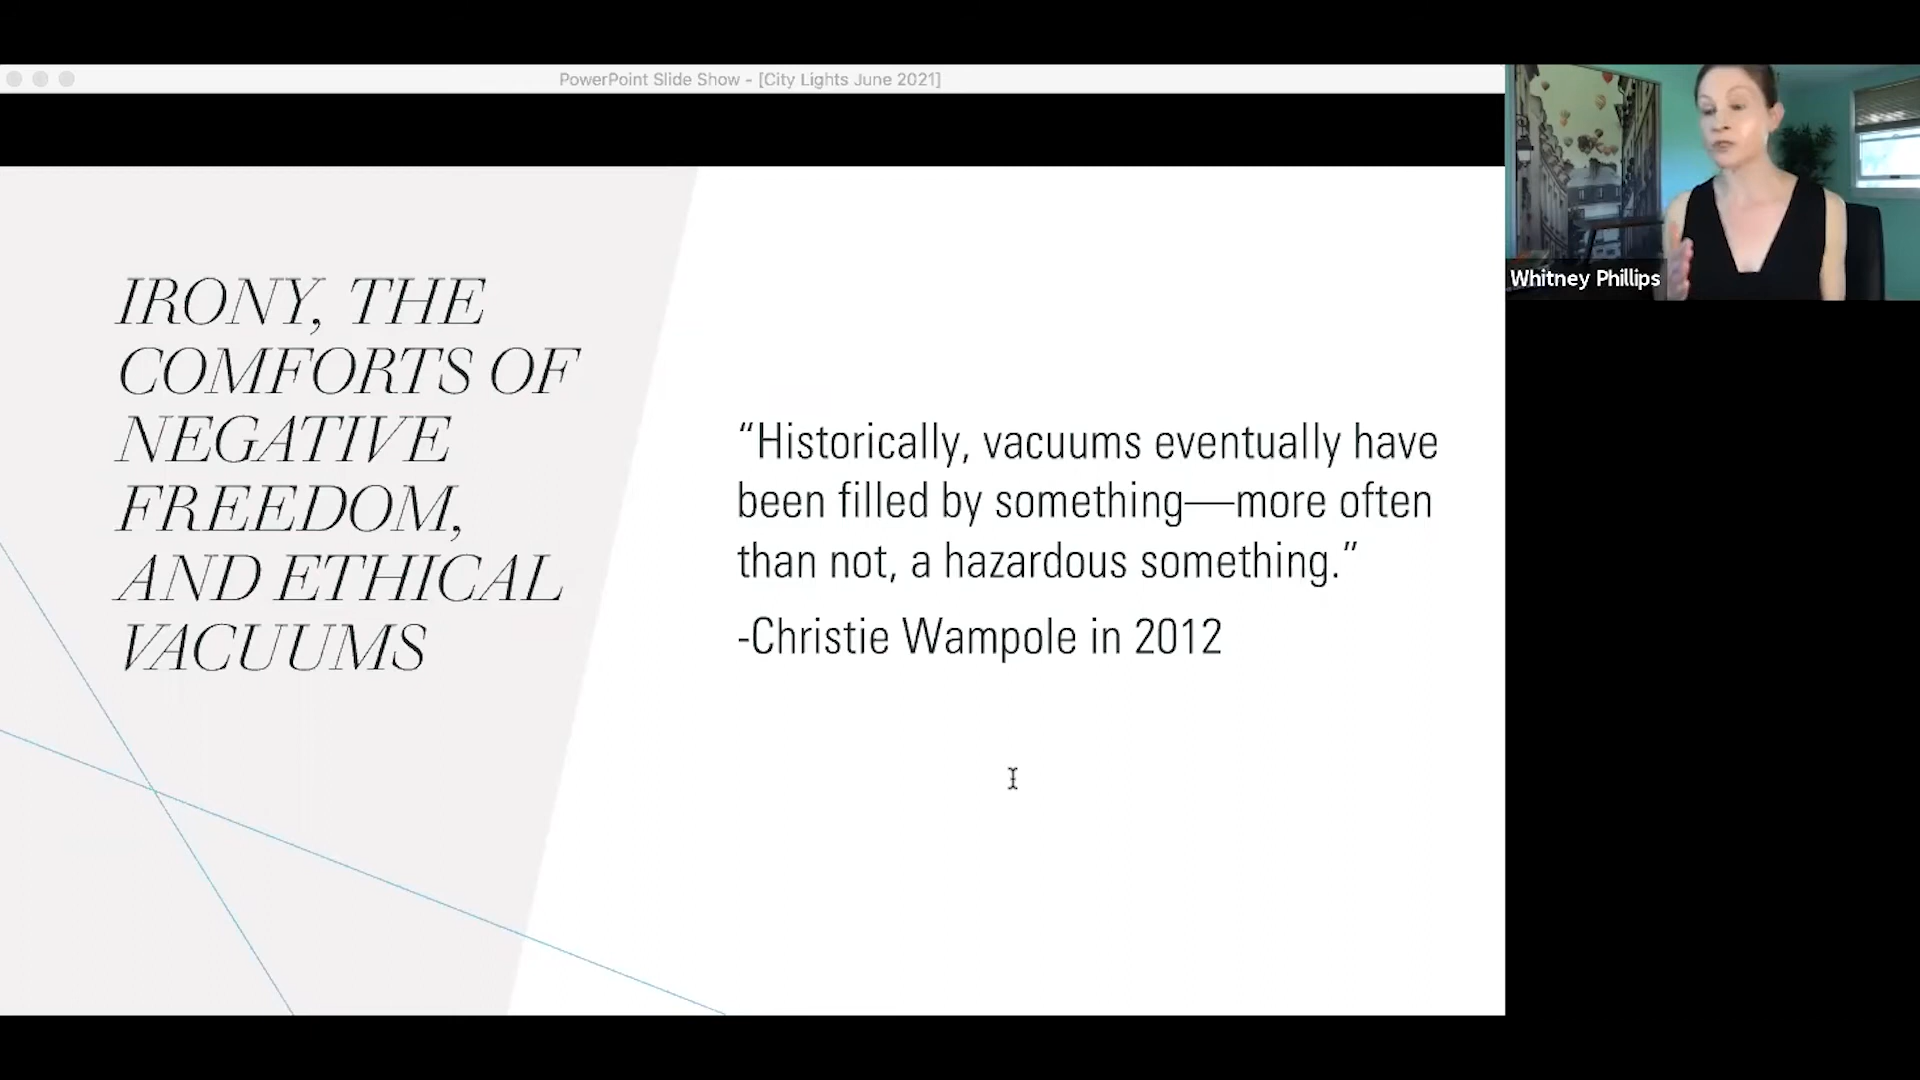 PowerPoint Slide Show - [City Lights June 2021]
IRONY, THE
COMFORTS OF
NEGATIVE
FREEDOM,
AND ETHICAL
VACUUMS
“Historically, vacuums eventually have
been filled by something—more often
than not, a hazardous something.”
-Christie Wampole in 2012
Whitney Phillips